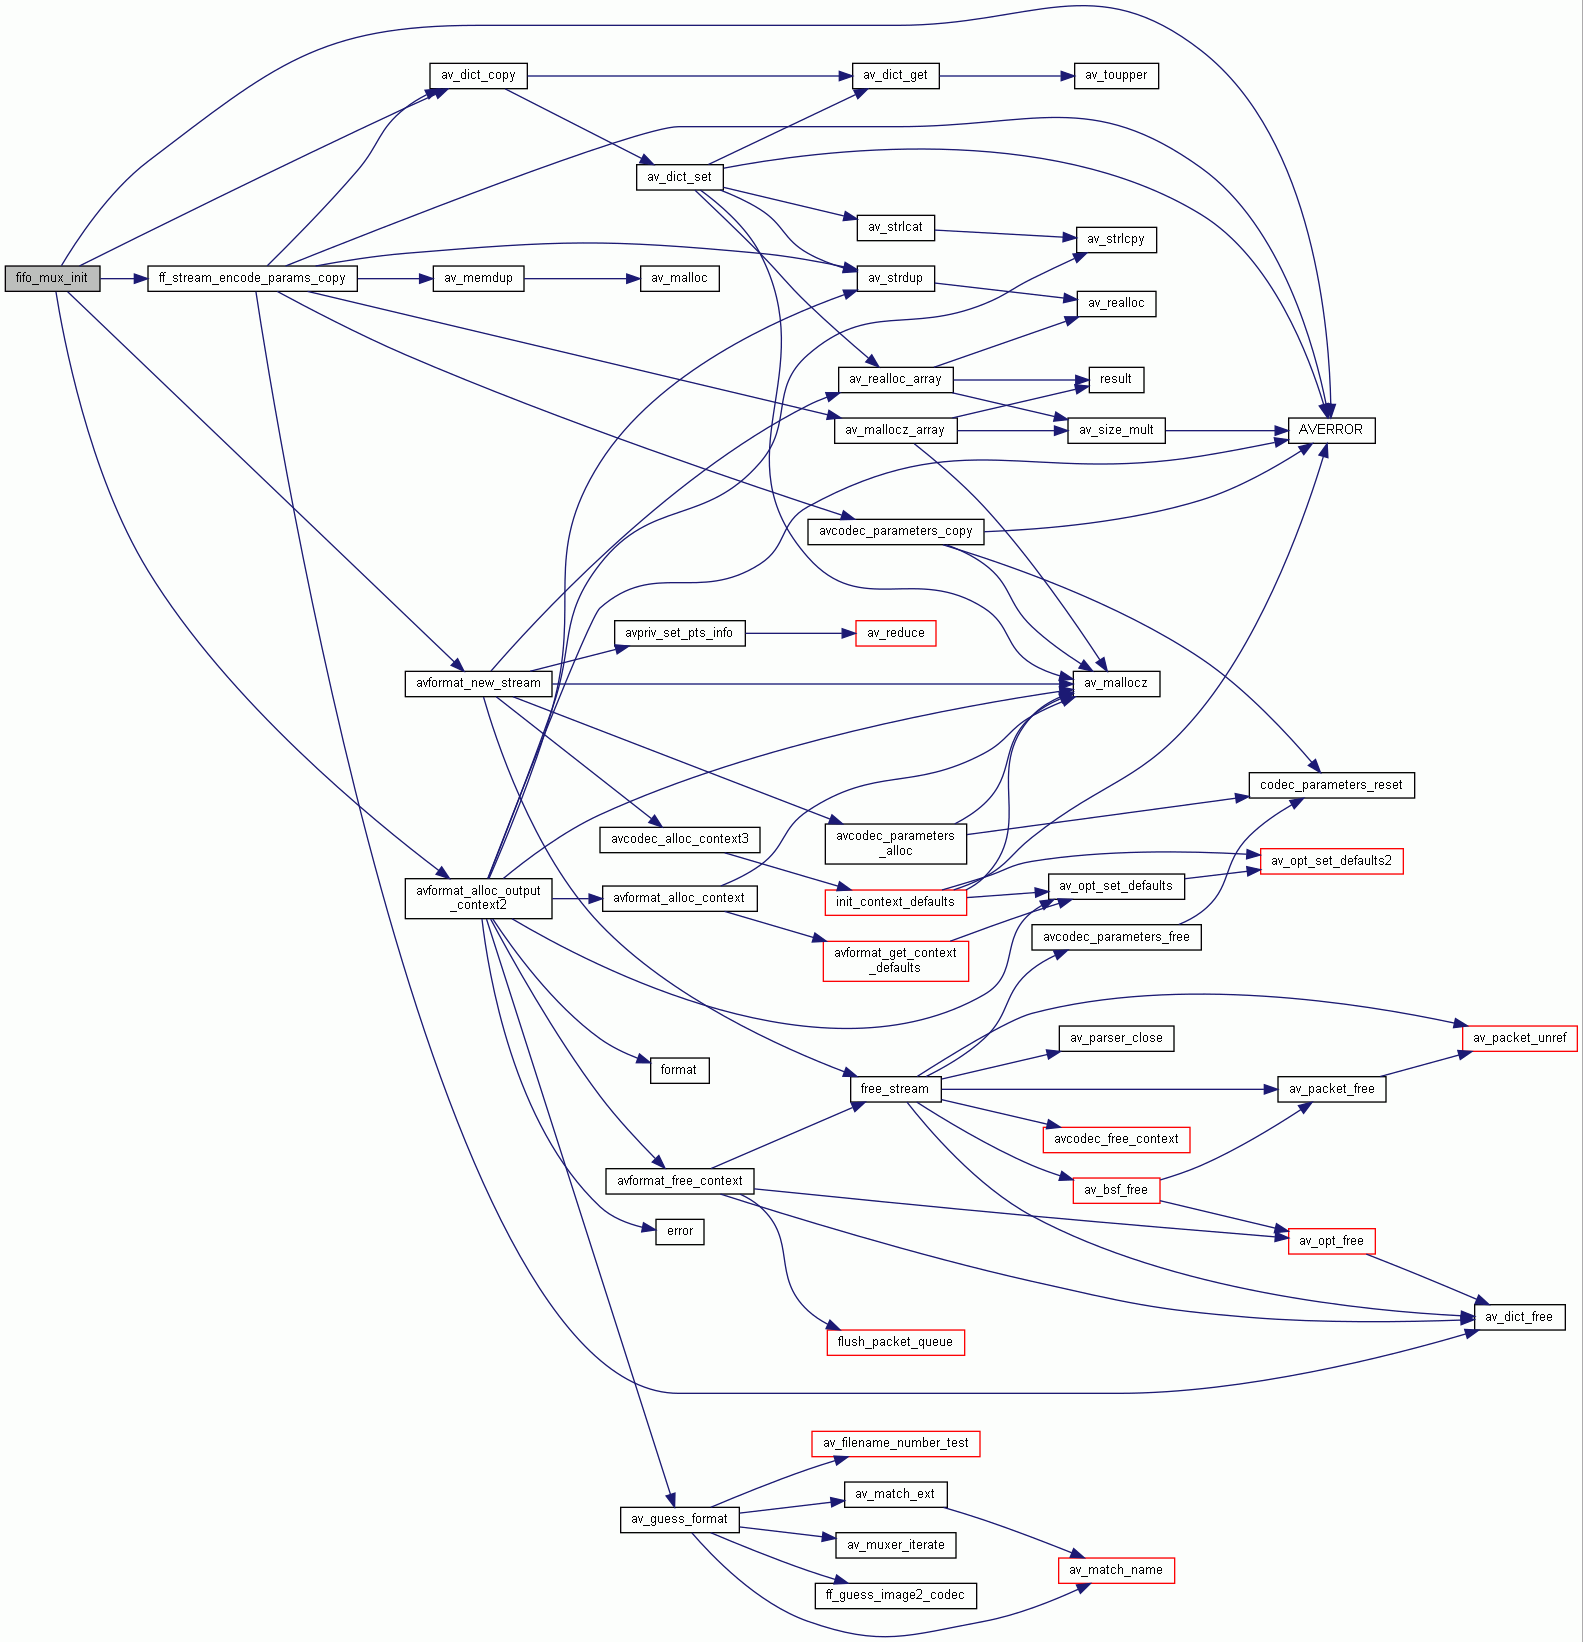 av_dict_copy
av_dict_get
av_toupper
av_dict_set
av_strlcat
av_strlcpy
fifo_mux_init
ff_stream_encode_params_copy
av_memdup
av_malloc
av_strdup
av_realloc
av_realloc_array
result
av_mallocz_array
av_size_mult
AVERROR
avcodec_parameters_copy
avpriv_set_pts_info
av_reduce
avformat_new_stream
av_mallocz
codec_parameters_reset
avcodec_alloc_context3
avcodec_parameters
_alloc
av_opt_set_defaults2
avformat_alloc_output
_context2
avformat_alloc_context
init_context_defaults
av_opt_set_defaults
avcodec_parameters_free
avformat_get_context
_defaults
av_parser_close
av_packet_unref
format
free_stream
av_packet_free
avcodec_free_context
avformat_free_context
av_bsf_free
error
av_opt_free
av_dict_free
flush_packet_queue
av_filename_number_test
av_match_ext
av_guess_format
av_muxer_iterate
av_match_name
ff_guess_image2_codec